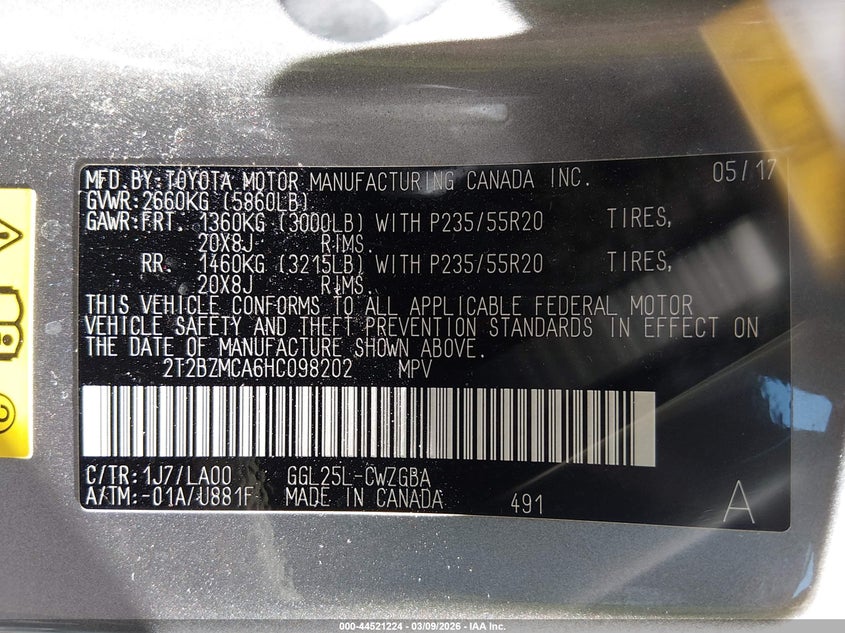 MFD.BY:TOYOTA MOTOR MANUFACTURING CANADA INC. 05/17
GVWR:2660KG (5860LB)
GAWR:FRT. 1360KG (3000LB) WITH P235/55R20 TIRES,
20X8J RIMS.
RR. 1460KG (3215LB) WITH P235/55R20 TIRES,
20X8J RIMS.
THIS VEHICLE CONFORMS TO ALL APPLICABLE FEDERAL MOTOR
VEHICLE SAFETY AND THEFT PREVENTION STANDARDS IN EFFECT ON
THE DATE OF MANUFACTURE SHOWN ABOVE.
2T2BZMCA6HC098202 MPV
C/TR:1J7/LA00 GGL25L-CWZGBA
A/TM:-01A/U881F MADE IN CANADA 491 A
000-44521224 | 03/09/2026 - IAA Inc.